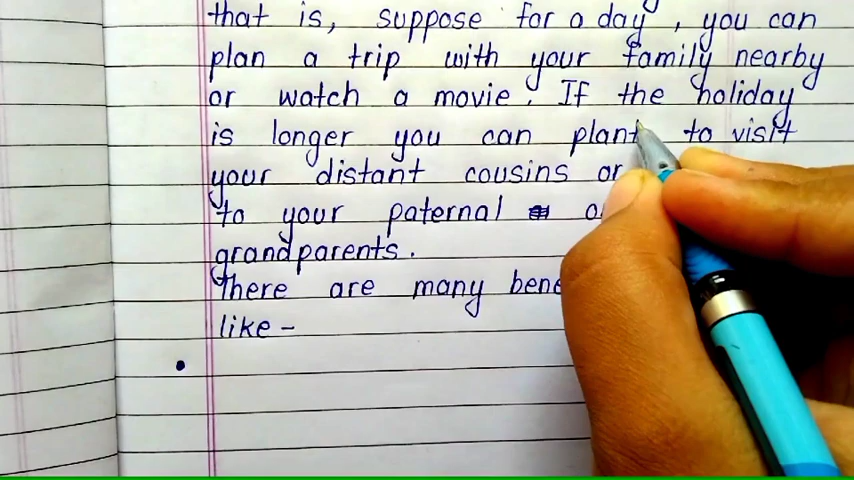 that is, suppose for a day, you can
plan a trip with your family nearby
or watch a movie. If the holiday
is longer you can plant to visit
your distant cousins or
to your paternal
grandparents.
There are many
like -